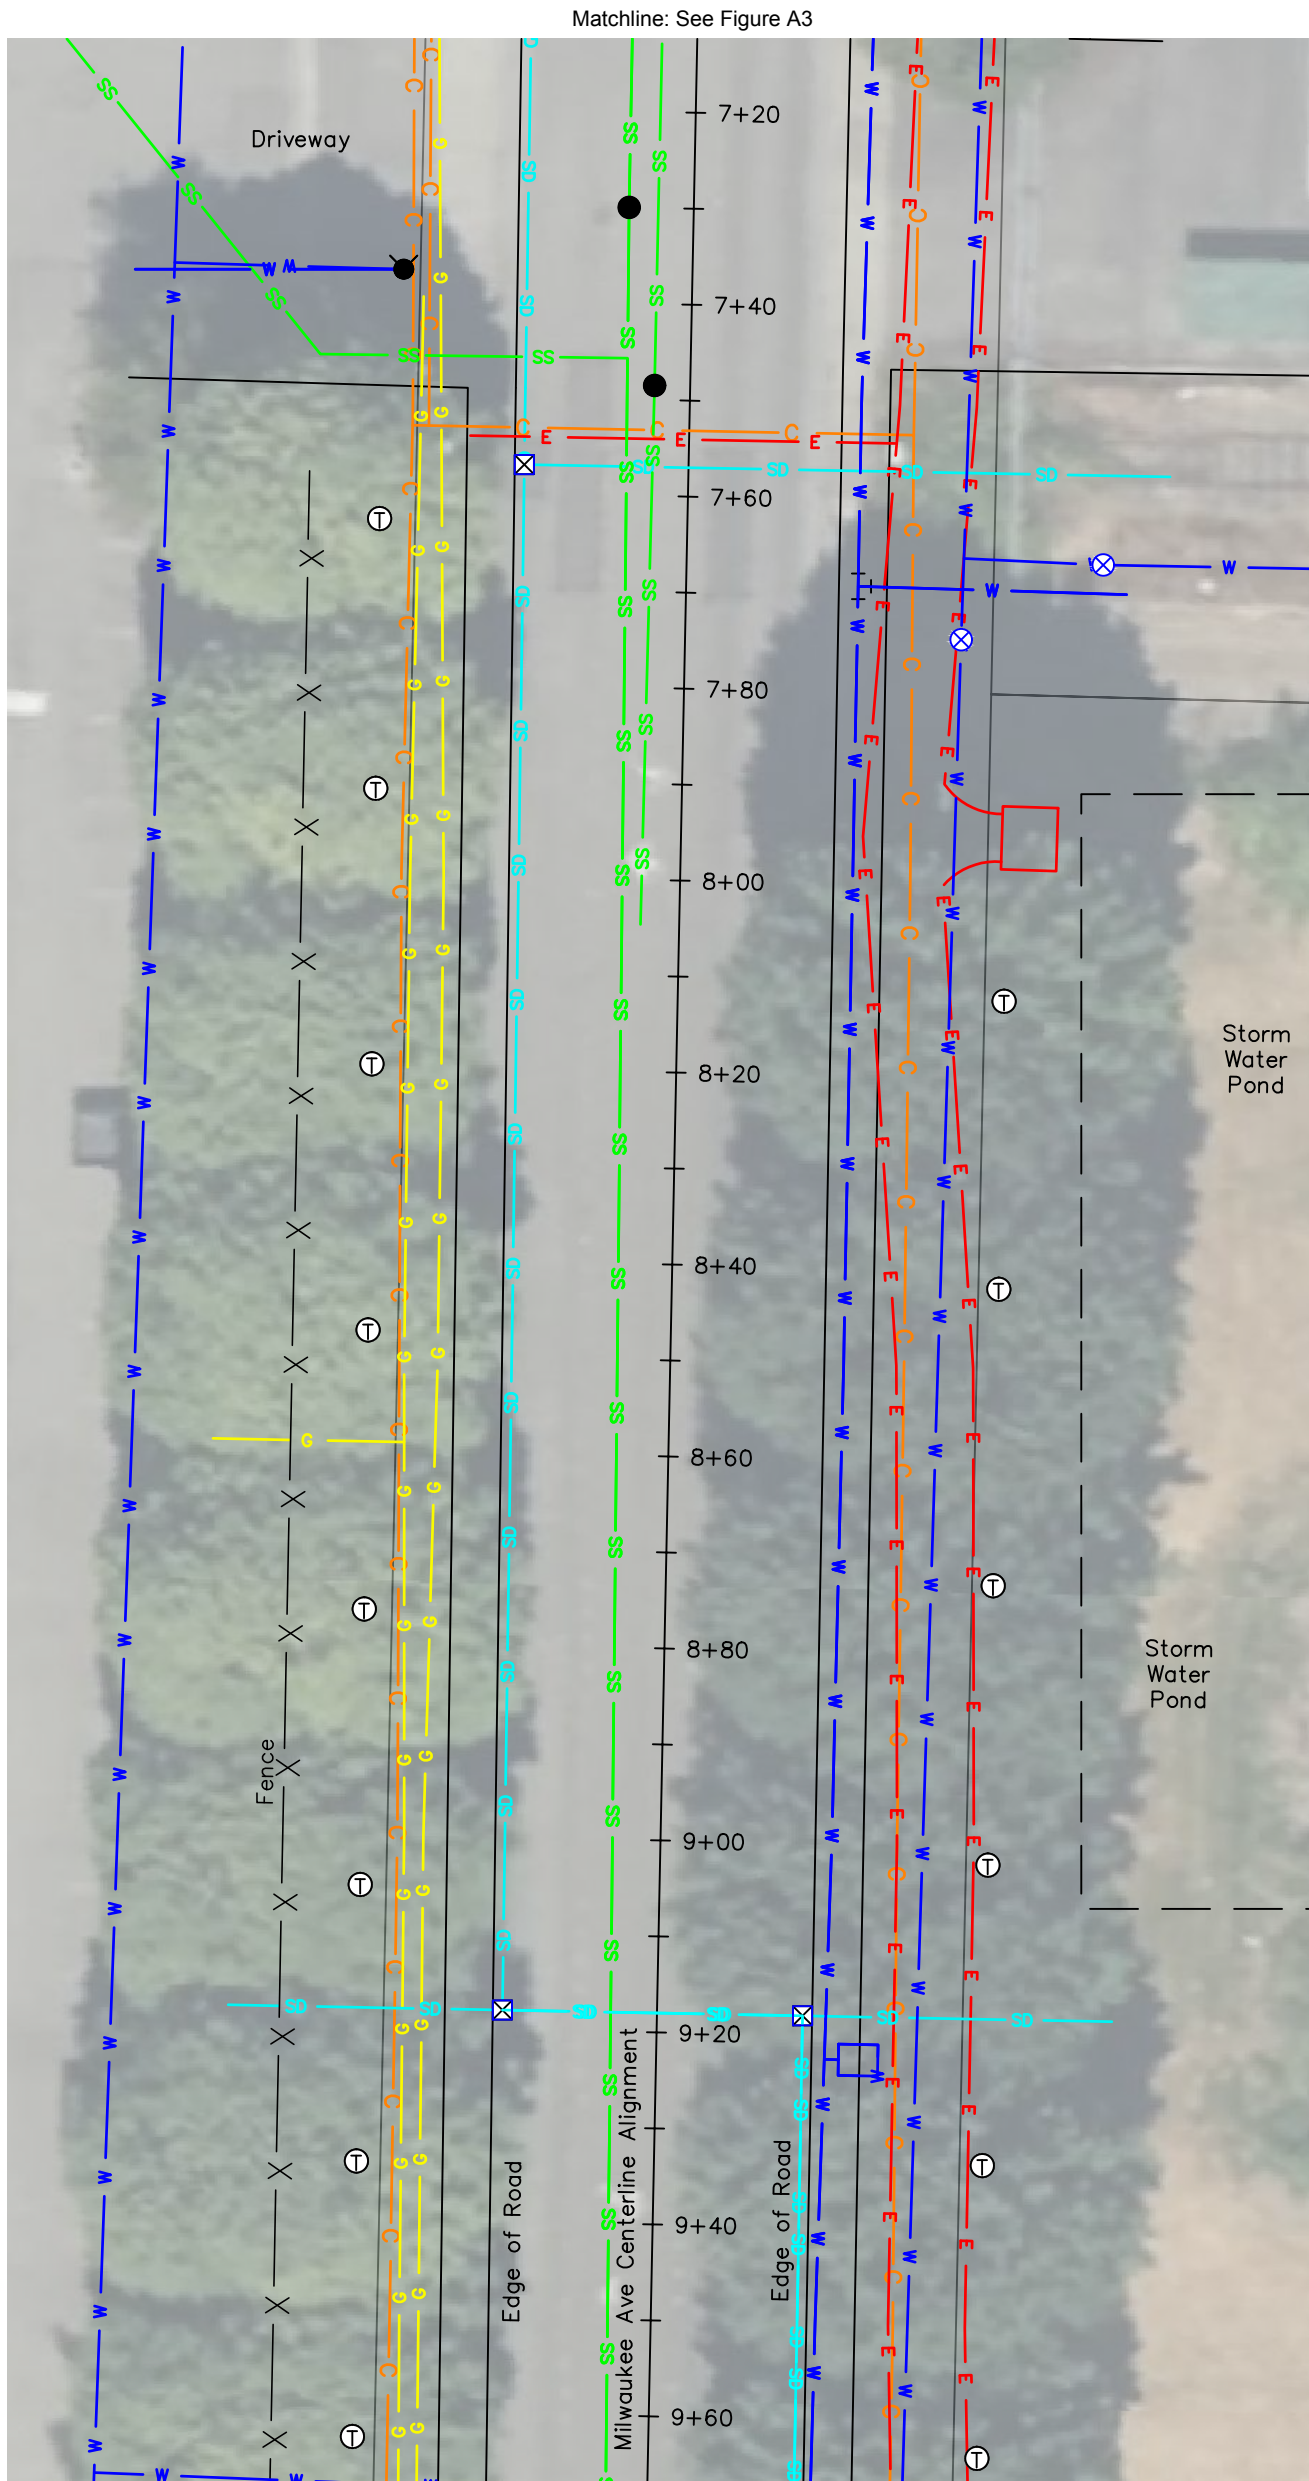 Matchline: See Figure A3
Driveway
7+20
7+40
7+60
7+80
8+00
8+20
8+40
8+60
8+80
9+00
9+20
9+40
9+60
Storm
Water
Pond
Storm
Water
Pond
Fence
Edge of Road
Milwaukee Ave Centerline Alignment
Edge of Road